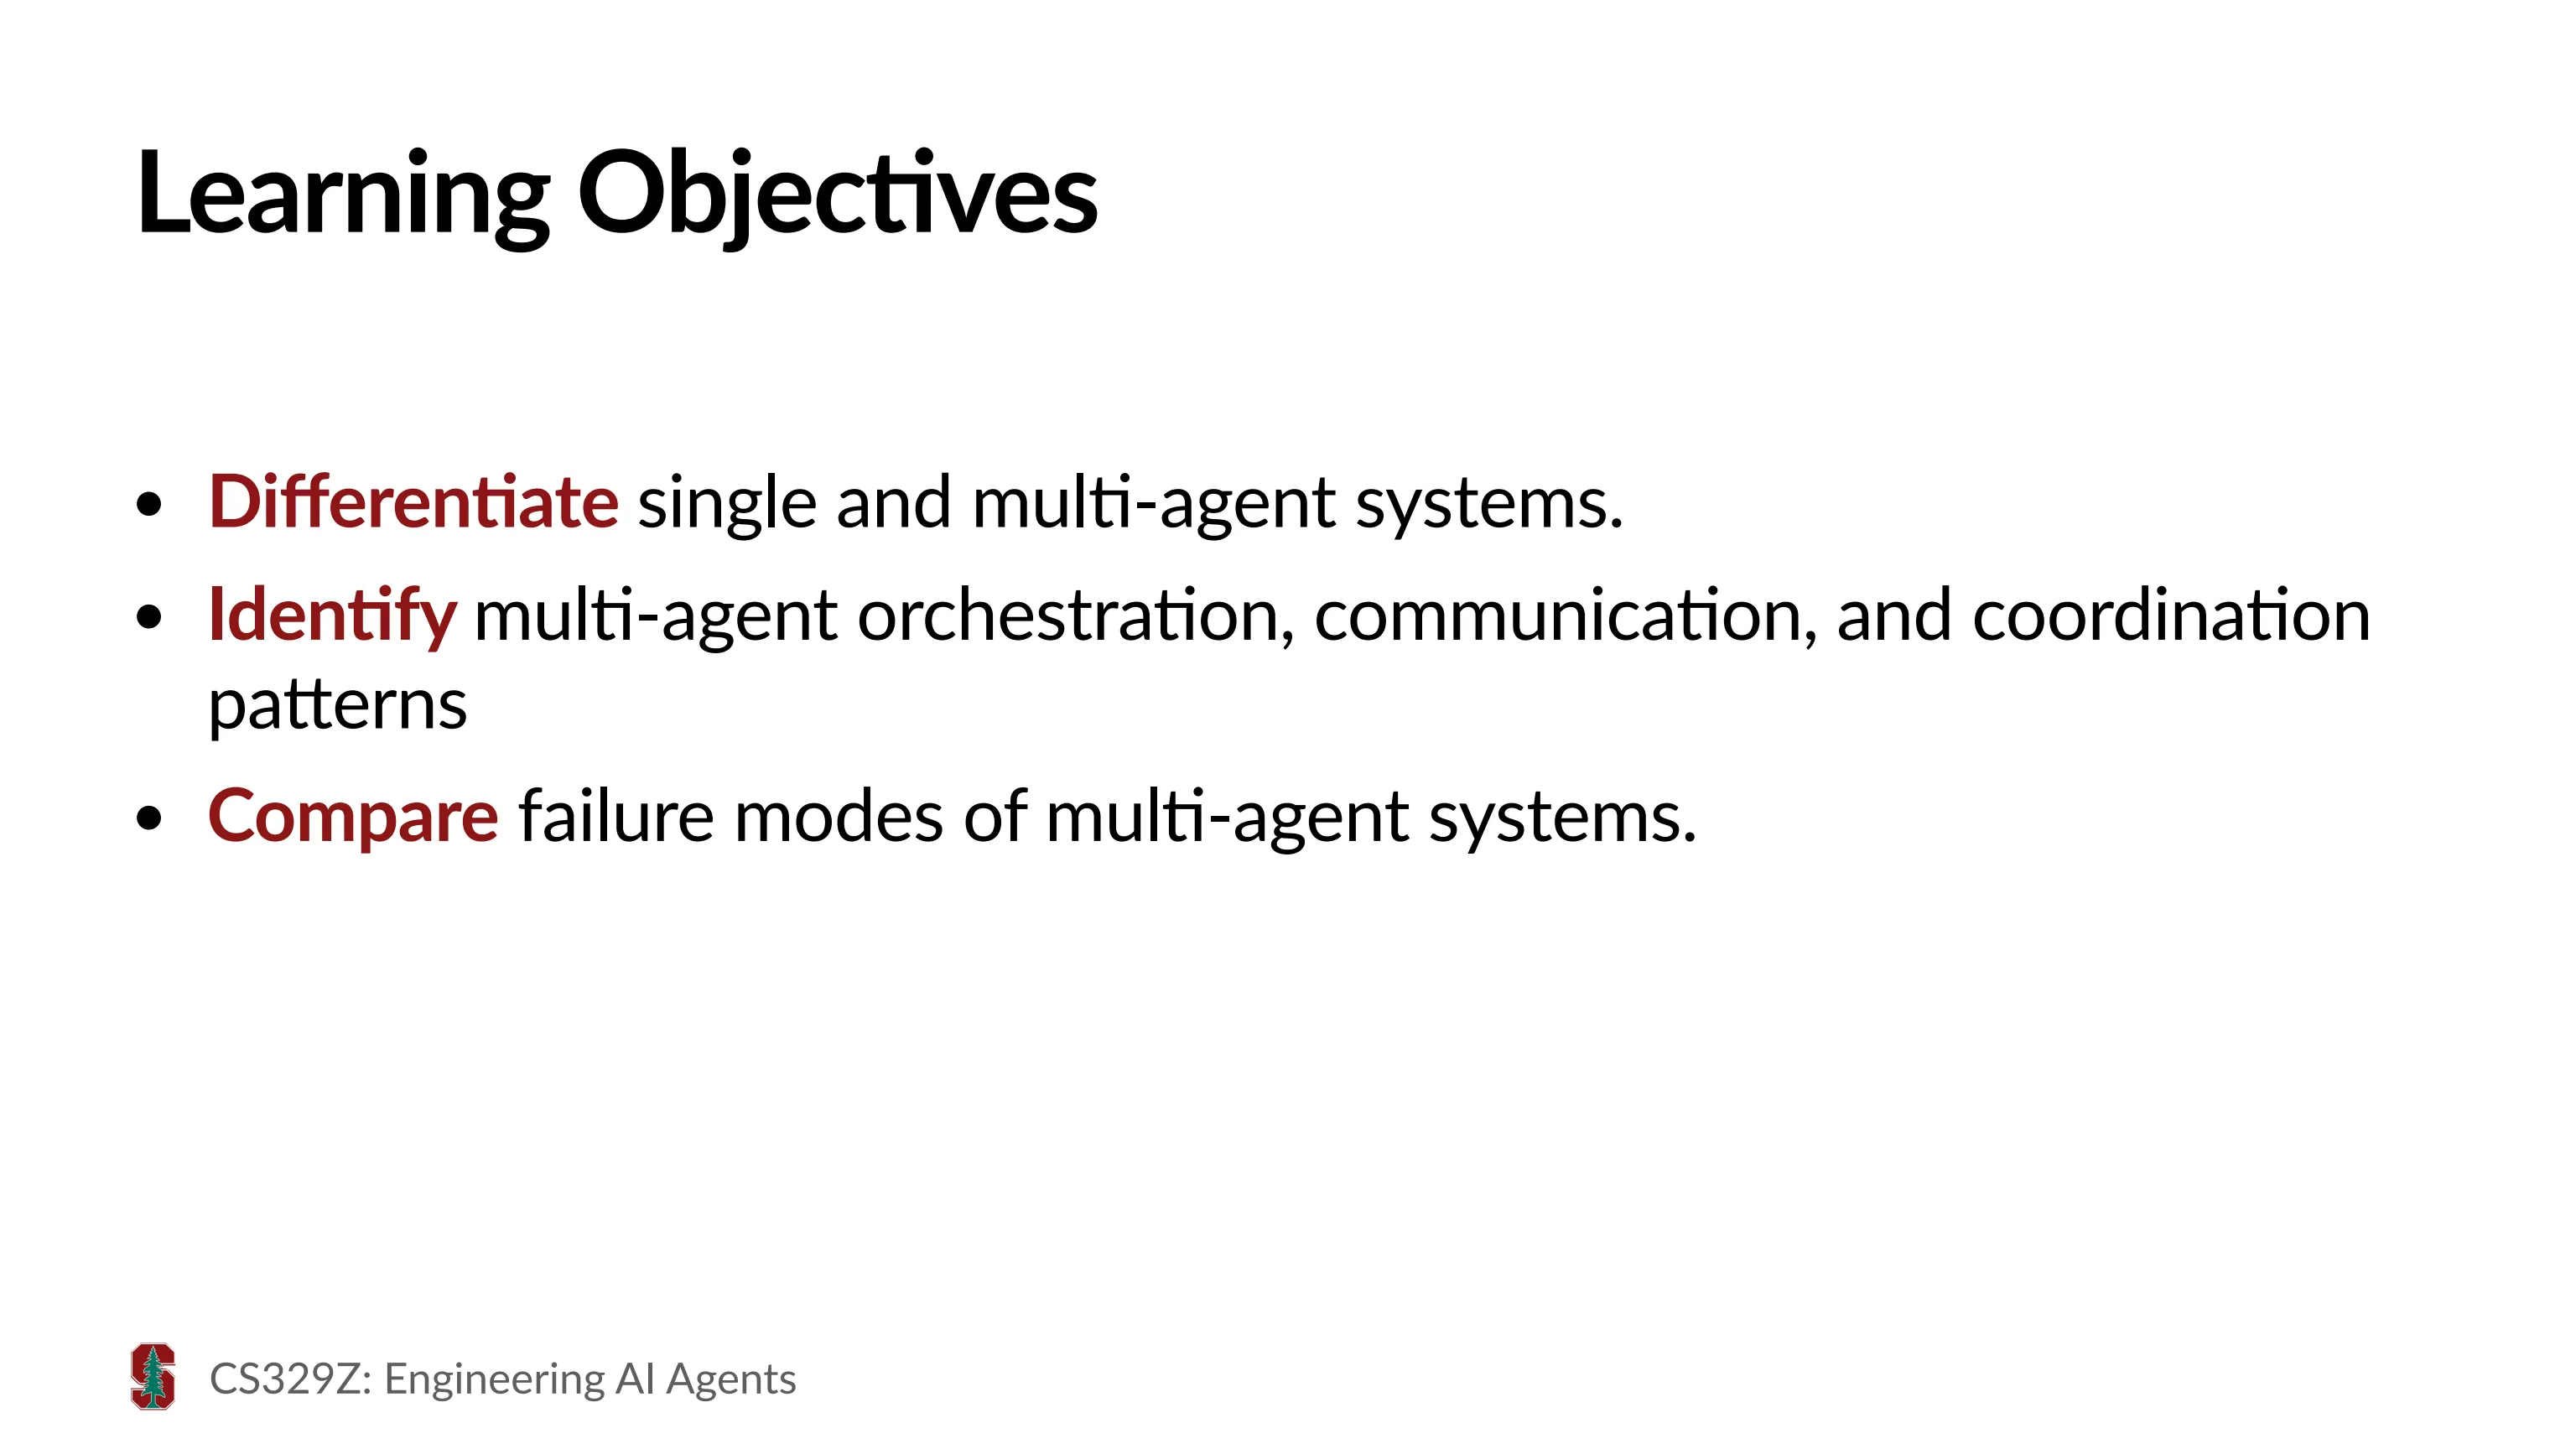 Learning Objectives
• Differentiate single and multi-agent systems.
• Identify multi-agent orchestration, communication, and coordination
patterns
• Compare failure modes of multi-agent systems.
CS329Z: Engineering AI Agents